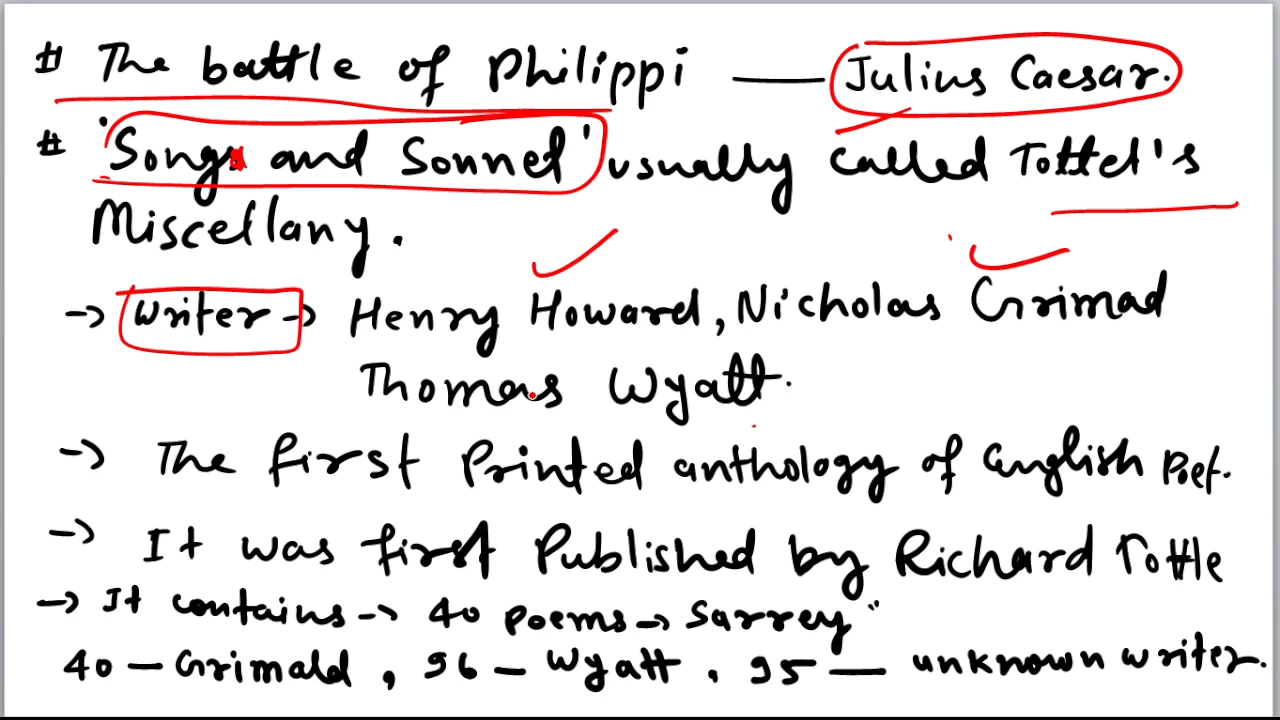 # The battle of Philippi — Julius Caesar.
# 'Songs and Sonnet' usually called Tottel's
Miscellany.
→ Writer → Henry Howard, Nicholas Grimad
Thomas Wyatt.
→ The first Printed anthology of English Poet.
→ It was first Published by Richard Tottle
→ It contains → 40 poems → Sarrey"
40 — Grimald, 96 — Wyatt, 95 — unknown writer.